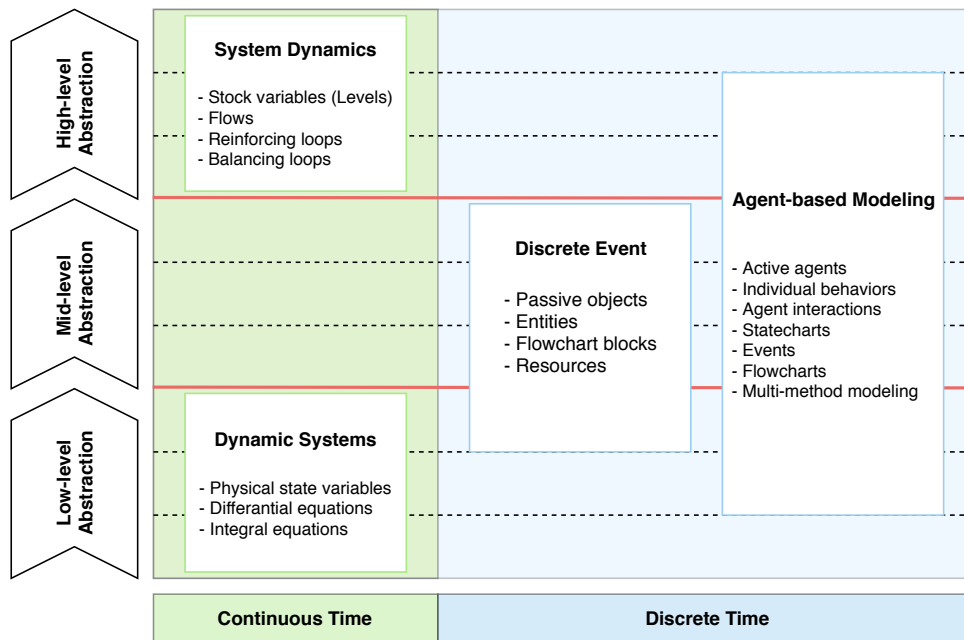 High-level
Abstraction
Mid-level
Abstraction
Low-level
Abstraction
System Dynamics
- Stock variables (Levels)
- Flows
- Reinforcing loops
- Balancing loops
Dynamic Systems
- Physical state variables
- Differantial equations
- Integral equations
Discrete Event
- Passive objects
- Entities
- Flowchart blocks
- Resources
Agent-based Modeling
- Active agents
- Individual behaviors
- Agent interactions
- Statecharts
- Events
- Flowcharts
- Multi-method modeling
Continuous Time
Discrete Time